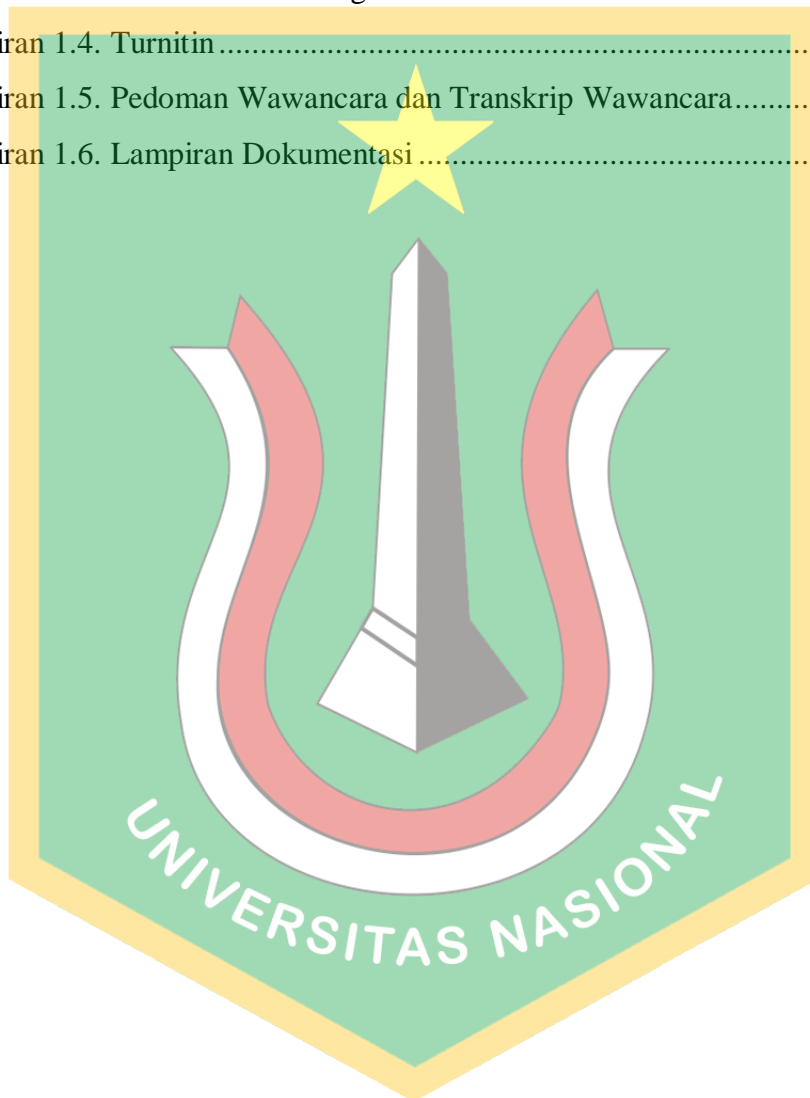 iran 1.4. Turnitin................................................................................
iran 1.5. Pedoman Wawancara dan Transkrip Wawancara.........
iran 1.6. Lampiran Dokumentasi ................................................
UNIVERSITAS NASIONAL